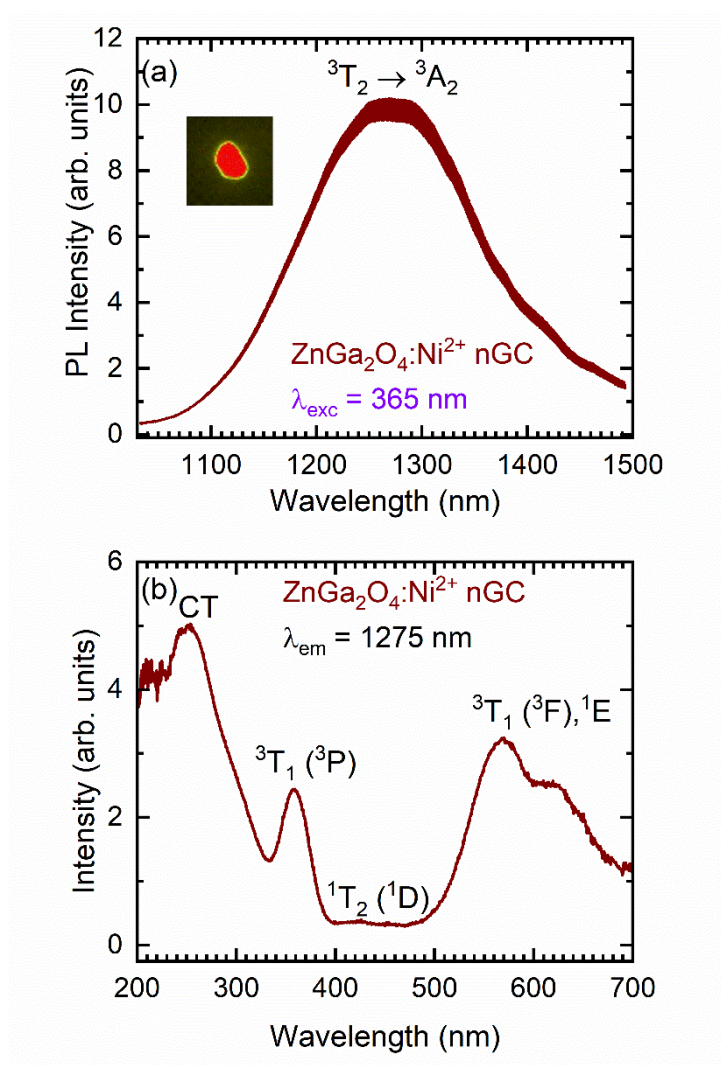 12
(a)
³T₂ → ³A₂
10
8
6
4
2
0
PL Intensity (arb. units)
ZnGa₂O₄:Ni²⁺ nGC
λexc = 365 nm
1100 1200 1300 1400 1500
Wavelength (nm)
6
(b)
CT
ZnGa₂O₄:Ni²⁺ nGC
λem = 1275 nm
³T₁ (³F),¹E
³T₁ (³P)
¹T₂ (¹D)
4
2
0
Intensity (arb. units)
200 300 400 500 600 700
Wavelength (nm)